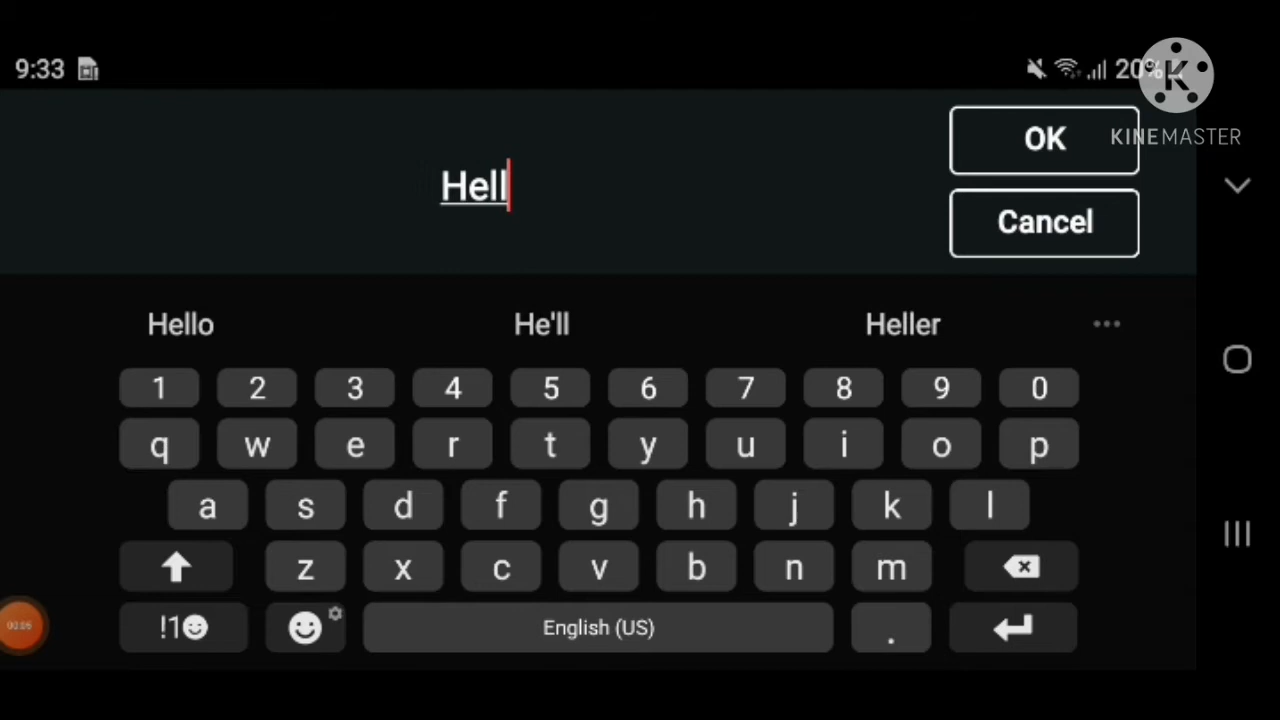 9:33 20%
KINEMASTER
OK
Hell
Cancel
Hello He'll Heller
1 2 3 4 5 6 7 8 9 0
q w e r t y u i o p
a s d f g h j k l
z x c v b n m
!1 English (US) .